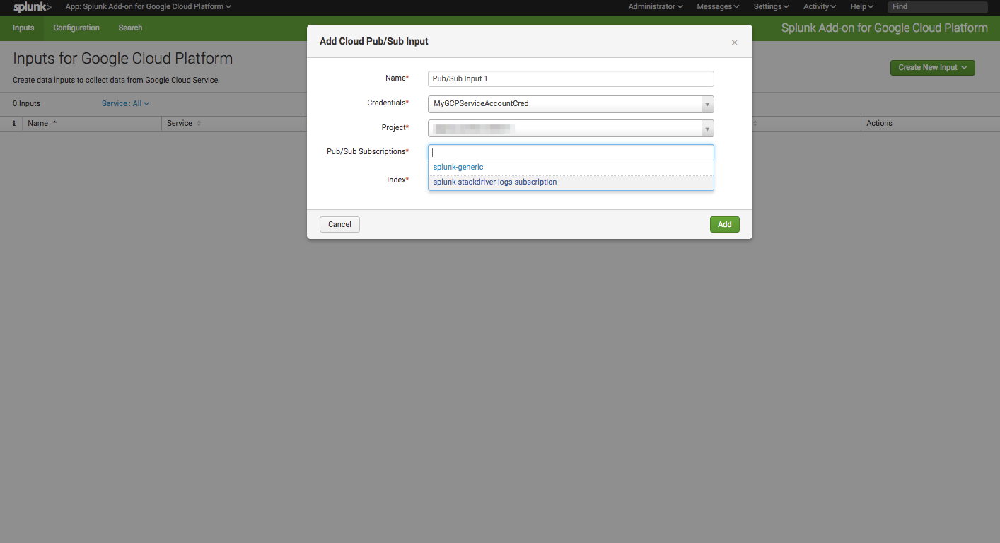 splunk>
App: Splunk Add-on for Google Cloud Platform
Administrator
Messages
Settings
Activity
Help
Find
Inputs
Configuration
Search
Splunk Add-on for Google Cloud Platform
Inputs for Google Cloud Platform
Create data inputs to collect data from Google Cloud Service.
Create New Input
0 Inputs
Service : All
i
Name
Service
Actions
Add Cloud Pub/Sub Input
×
Name*
Pub/Sub Input 1
Credentials*
MyGCPServiceAccountCred
Project*
Pub/Sub Subscriptions*
splunk-generic
Index*
splunk-stackdriver-logs-subscription
Cancel
Add